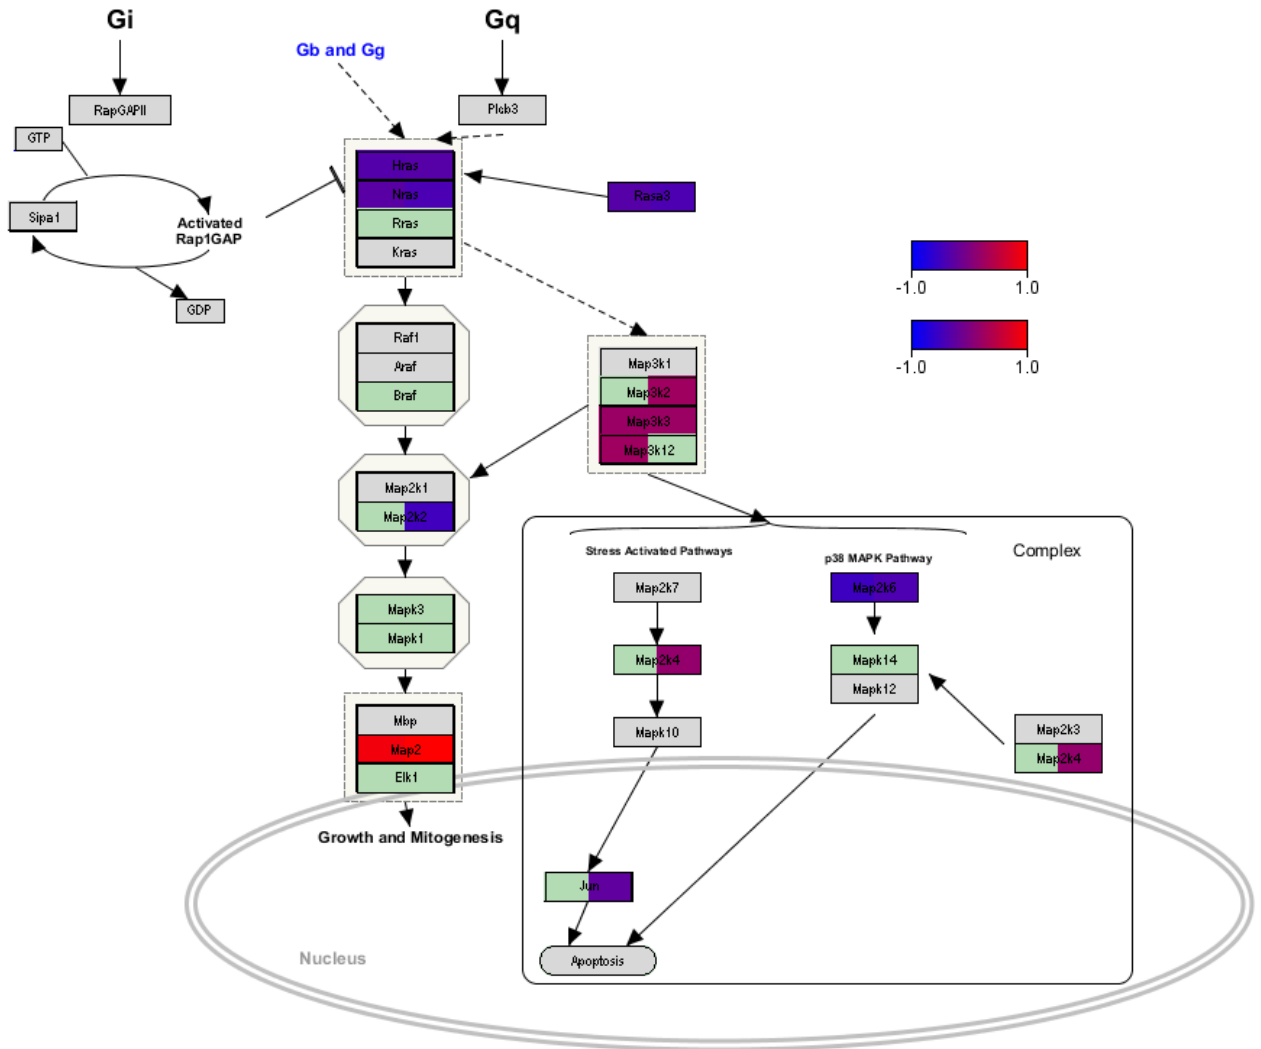 Gi
Gq
Gb and Gg
RapGAPII
Plcb3
GTP
Hras
Nras
Rras
Kras
Rasa3
Sipa1
Activated
Rap1GAP
GDP
-1.0
1.0
-1.0
1.0
Raf1
Araf
Braf
Map3k1
Map3k2
Map3k3
Map3k12
Map2k1
Map2k2
Complex
Stress Activated Pathways
p38 MAPK Pathway
Map2k7
Map2k6
Mapk3
Mapk1
Map2k4
Mapk14
Mapk12
Mbp
Map2
Elk1
Mapk10
Map2k3
Map2k4
Growth and Mitogenesis
Jun
Nucleus
Apoptosis